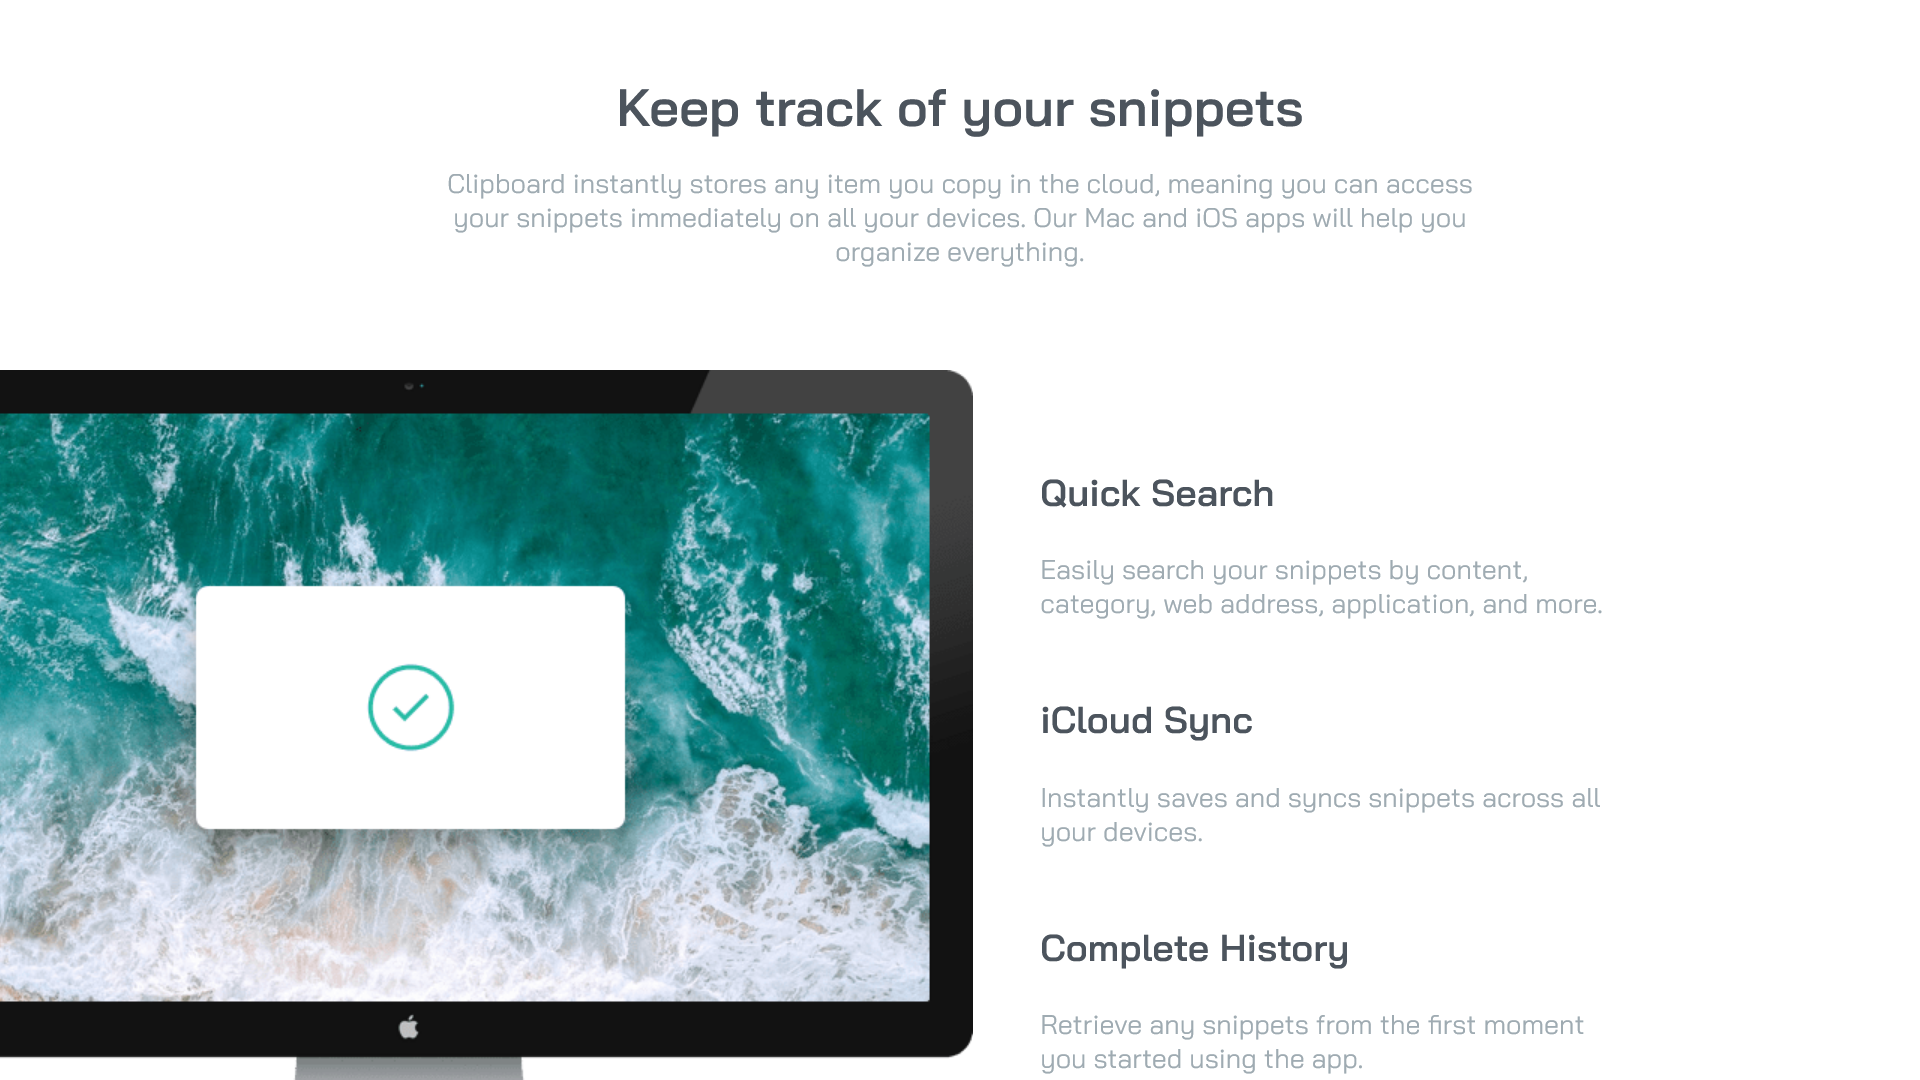 Keep track of your snippets
Clipboard instantly stores any item you copy in the cloud, meaning you can access
your snippets immediately on all your devices. Our Mac and iOS apps will help you
organize everything.
Quick Search
Easily search your snippets by content,
category, web address, application, and more.
iCloud Sync
Instantly saves and syncs snippets across all
your devices.
Complete History
Retrieve any snippets from the first moment
you started using the app.